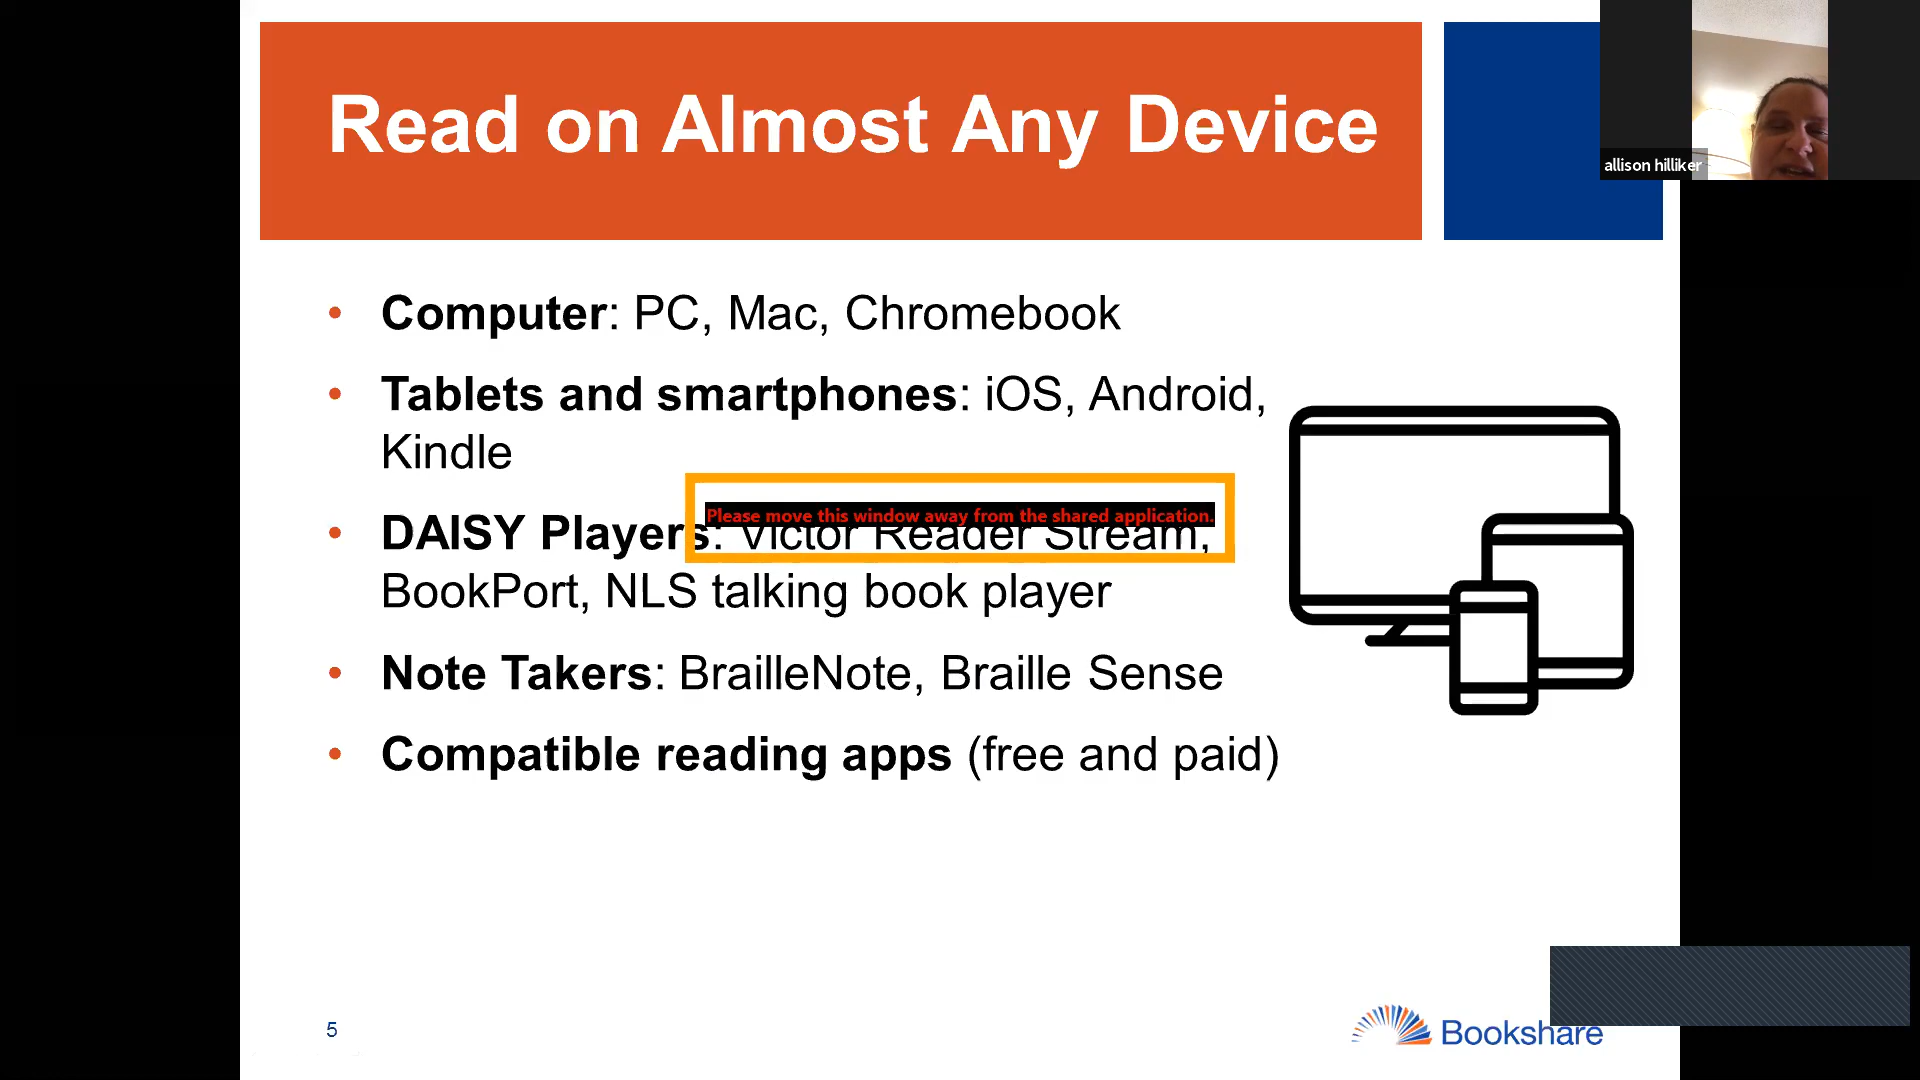 Read on Almost Any Device
allison hilliker
• Computer: PC, Mac, Chromebook
• Tablets and smartphones: iOS, Android,
Kindle
Please move this window away from the shared application.
• DAISY Players: Victor Reader Stream,
BookPort, NLS talking book player
• Note Takers: BrailleNote, Braille Sense
• Compatible reading apps (free and paid)
5
Bookshare